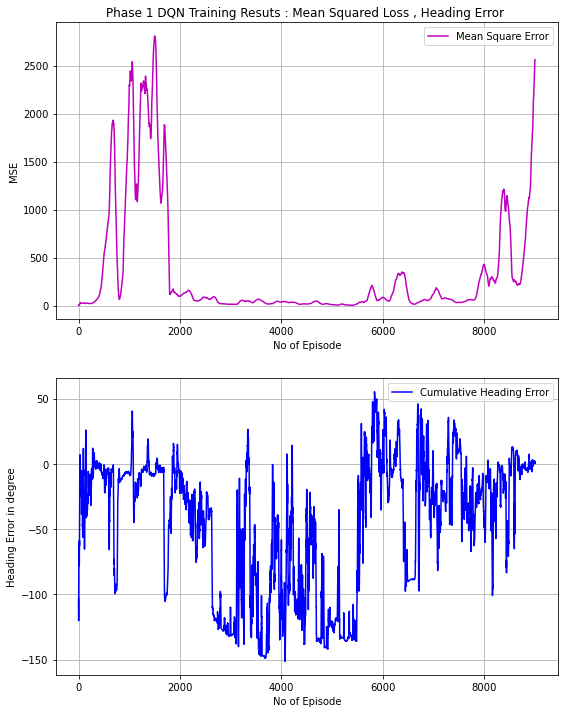 Phase 1 DQN Training Resuts : Mean Squared Loss , Heading Error
Mean Square Error
MSE
2500
2000
1500
1000
500
0
0 2000 4000 6000 8000
No of Episode
Cumulative Heading Error
Heading Error in degree
50
0
−50
−100
−150
0 2000 4000 6000 8000
No of Episode